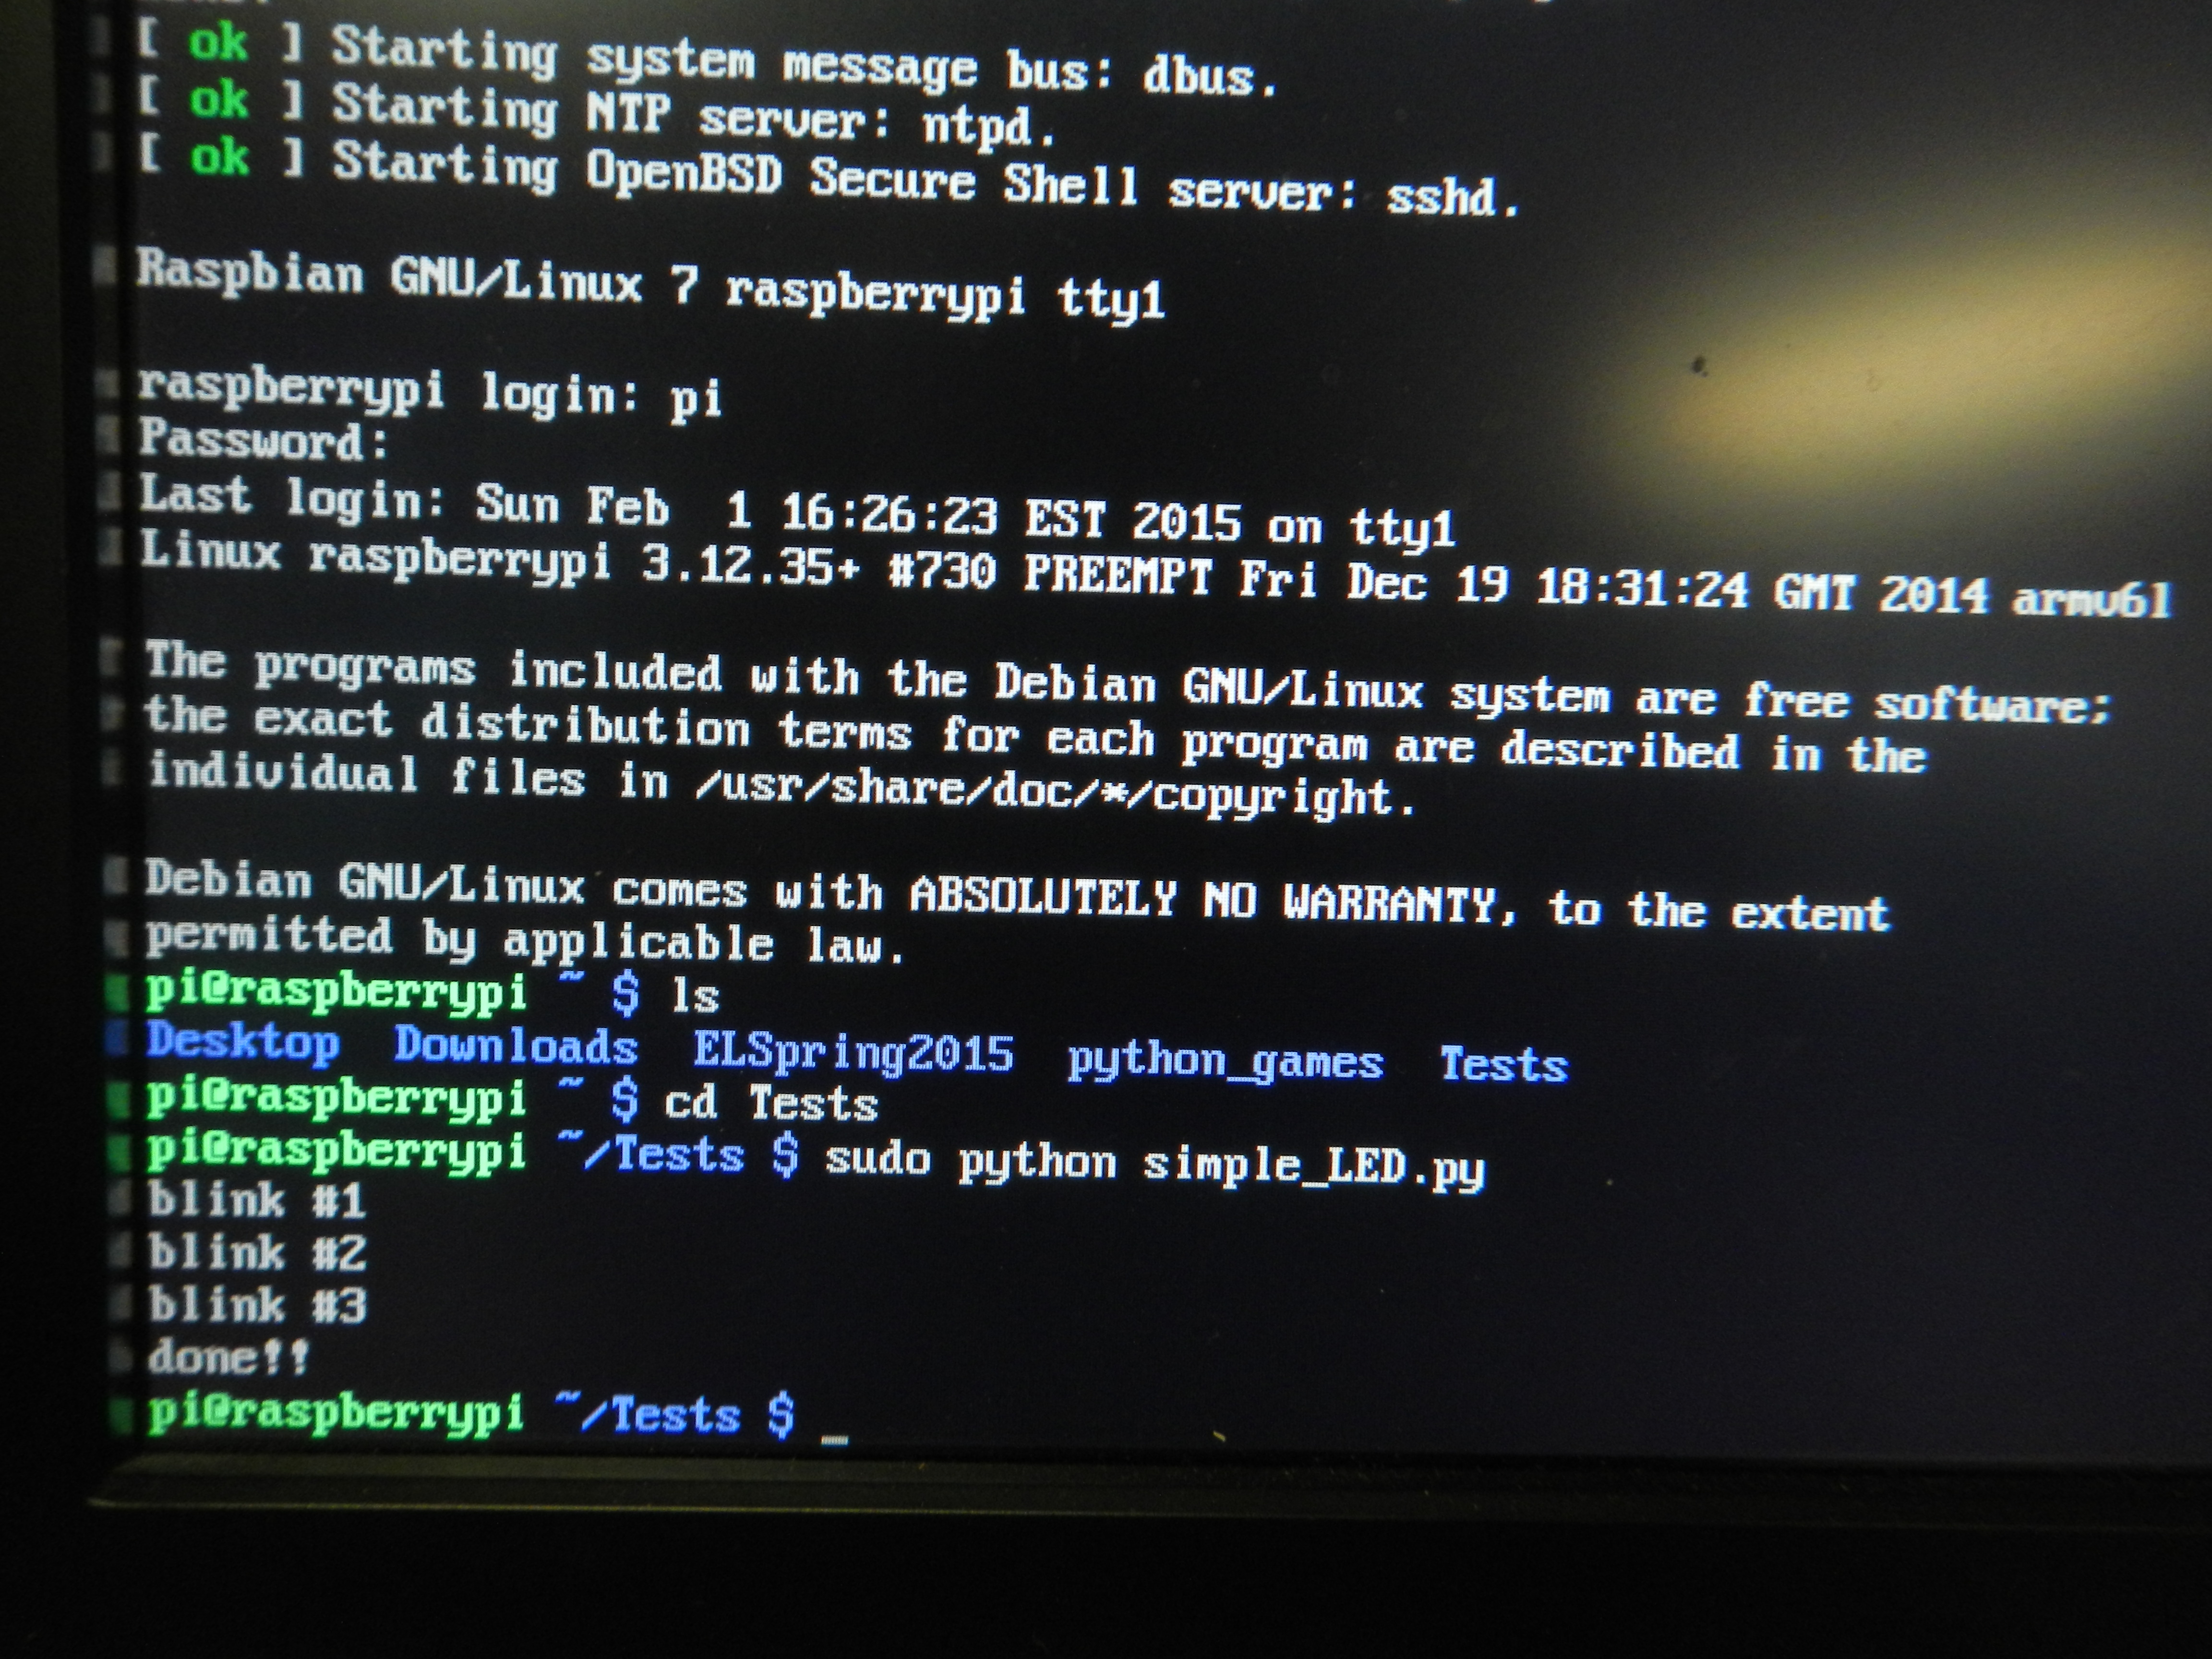 [ ok ] Starting system message bus: dbus.
[ ok ] Starting NTP server: ntpd.
[ ok ] Starting OpenBSD Secure Shell server: sshd.
Raspbian GNU/Linux 7 raspberrypi tty1
raspberrypi login: pi
Password:
Last login: Sun Feb  1 16:26:23 EST 2015 on tty1
Linux raspberrypi 3.12.35+ #730 PREEMPT Fri Dec 19 18:31:24 GMT 2014 armv6l
The programs included with the Debian GNU/Linux system are free software;
the exact distribution terms for each program are described in the
individual files in /usr/share/doc/*/copyright.
Debian GNU/Linux comes with ABSOLUTELY NO WARRANTY, to the extent
permitted by applicable law.
pi@raspberrypi ~ $ ls
Desktop  Downloads  ELSpring2015  python_games  Tests
pi@raspberrypi ~ $ cd Tests
pi@raspberrypi ~/Tests $ sudo python simple_LED.py
blink #1
blink #2
blink #3
done!!
pi@raspberrypi ~/Tests $ _